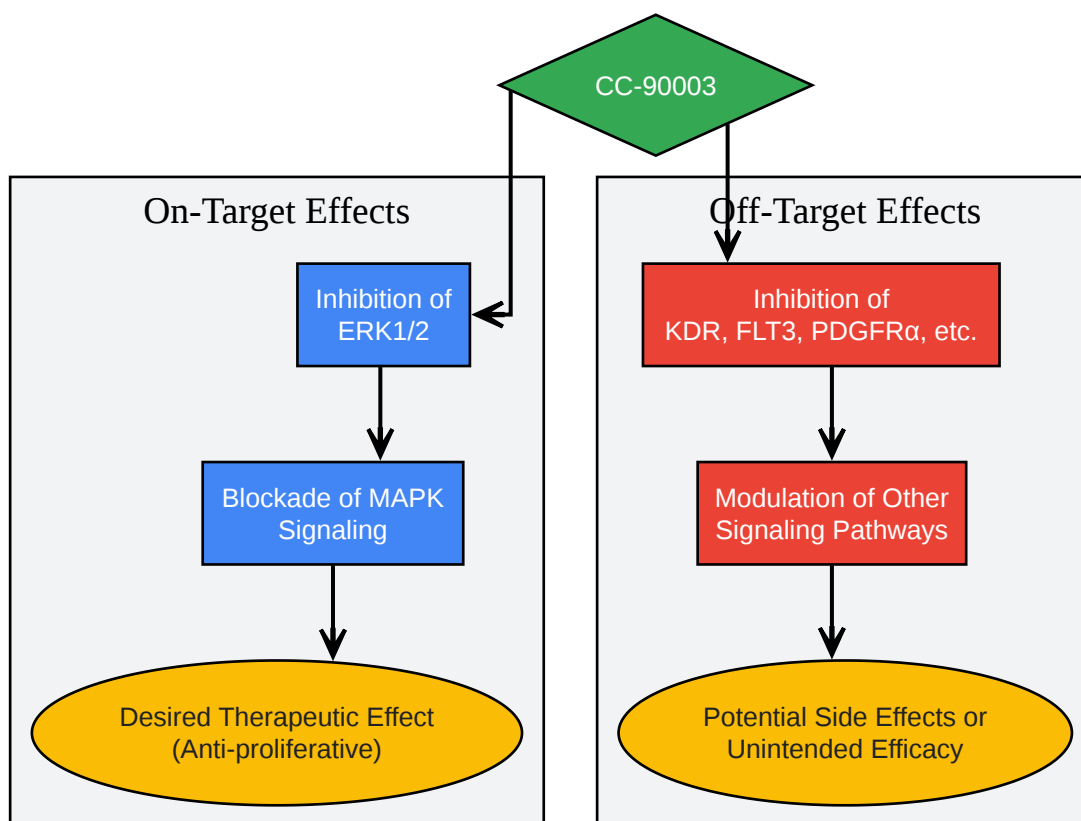 CC-90003
On-Target Effects
Inhibition of
ERK1/2
Blockade of MAPK
Signaling
Desired Therapeutic Effect
(Anti-proliferative)
Off-Target Effects
Inhibition of
KDR, FLT3, PDGFRα, etc.
Modulation of Other
Signaling Pathways
Potential Side Effects or
Unintended Efficacy